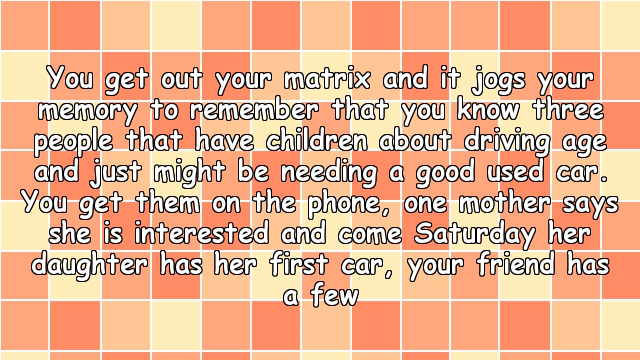 You get out your matrix and it jogs your
memory to remember that you know three
people that have children about driving age
and just might be needing a good used car.
You get them on the phone, one mother says
she is interested and come Saturday her
daughter has her first car, your friend has
a few